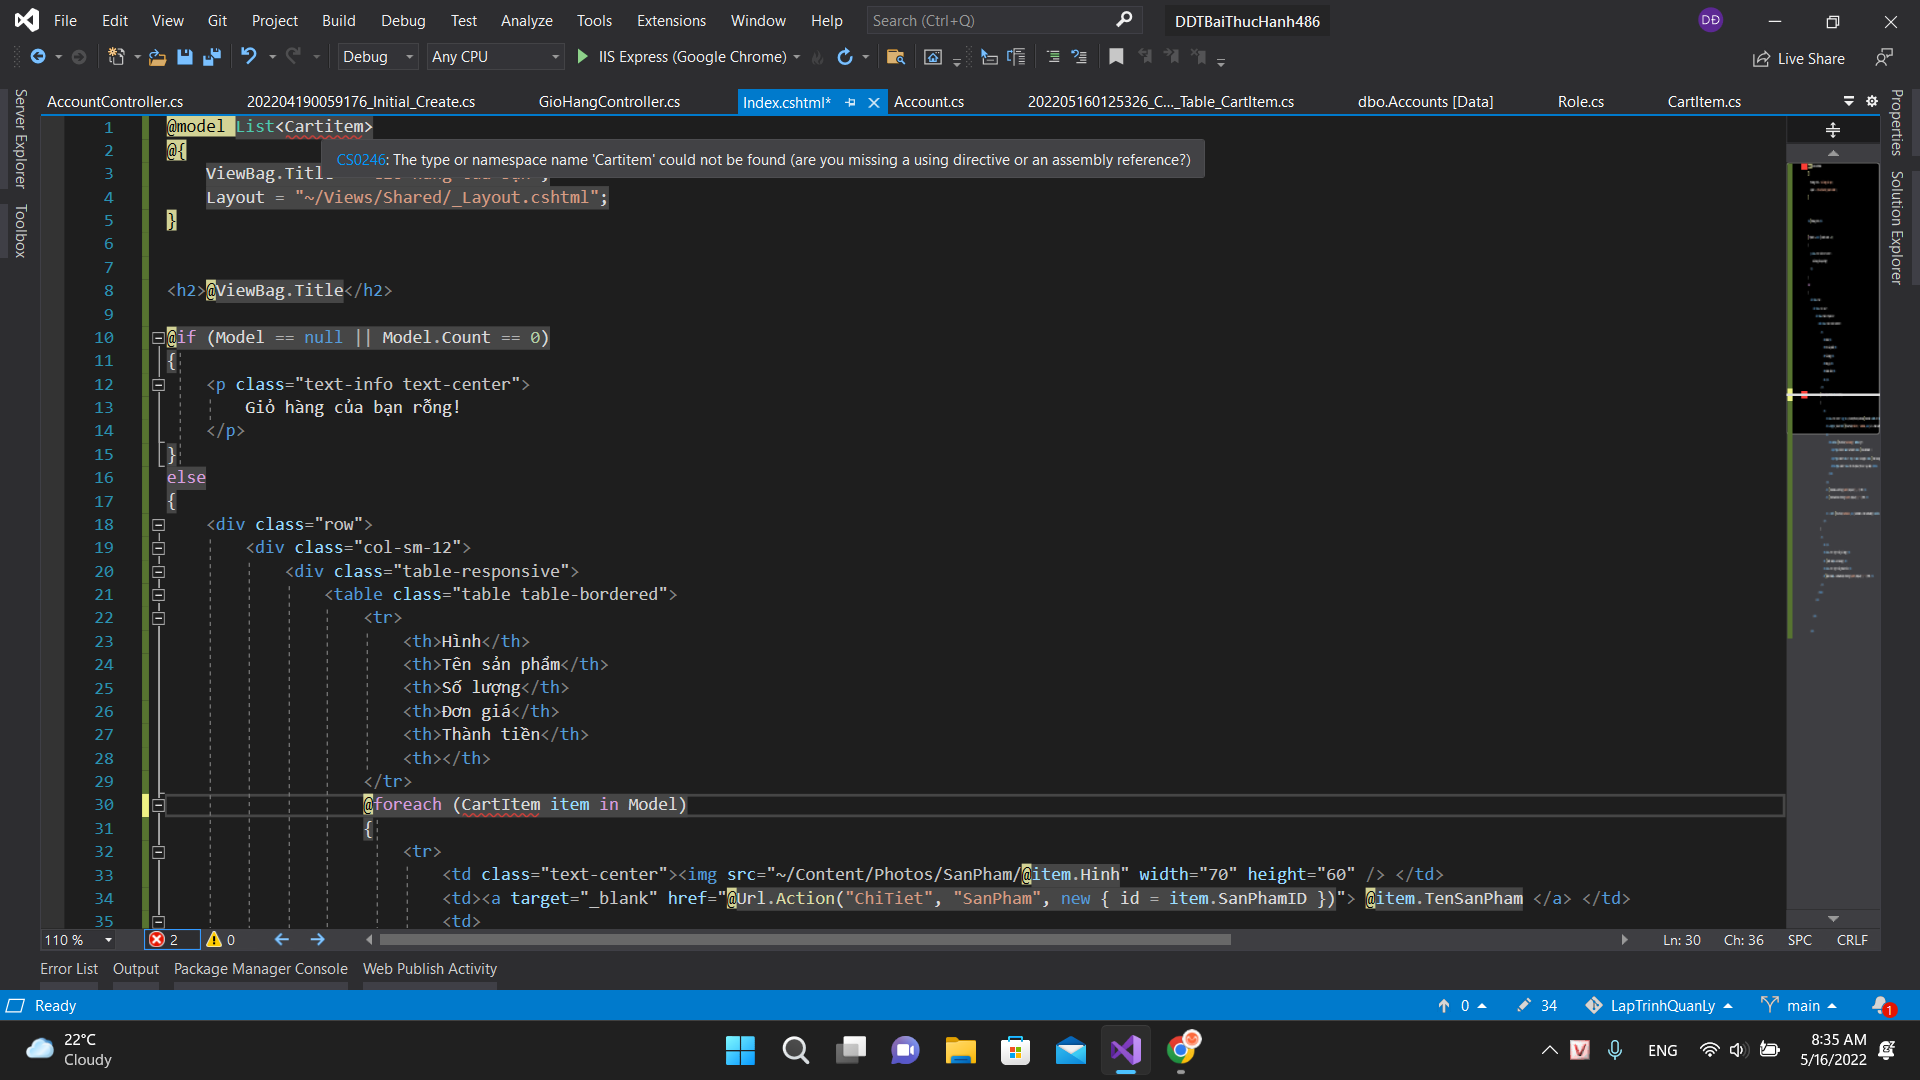 File Edit View Git Project Build Debug Test Analyze Tools Extensions Window Help Search (Ctrl+Q) DDTBaiThucHanh486 DĐ
Debug Any CPU IIS Express (Google Chrome) Live Share
AccountController.cs 202204190059176_Initial_Create.cs GioHangController.cs Index.cshtml* Account.cs 202205160125326_C..._Table_CartItem.cs dbo.Accounts [Data] Role.cs CartItem.cs
Server Explorer
Toolbox
Properties
Solution Explorer
1 @model List<Cartitem>
2 @{
CS0246: The type or namespace name 'Cartitem' could not be found (are you missing a using directive or an assembly reference?)
3 ViewBag.Title
4 Layout = "~/Views/Shared/_Layout.cshtml";
5 }
6
7
8 <h2>@ViewBag.Title</h2>
9
10 @if (Model == null || Model.Count == 0)
11 {
12 <p class="text-info text-center">
13 Giỏ hàng của bạn rỗng!
14 </p>
15 }
16 else
17 {
18 <div class="row">
19 <div class="col-sm-12">
20 <div class="table-responsive">
21 <table class="table table-bordered">
22 <tr>
23 <th>Hình</th>
24 <th>Tên sản phẩm</th>
25 <th>Số lượng</th>
26 <th>Đơn giá</th>
27 <th>Thành tiền</th>
28 <th></th>
29 </tr>
30 @foreach (CartItem item in Model)
31 {
32 <tr>
33 <td class="text-center"><img src="~/Content/Photos/SanPham/@item.Hinh" width="70" height="60" /> </td>
34 <td><a target="_blank" href="@Url.Action("ChiTiet", "SanPham", new { id = item.SanPhamID })"> @item.TenSanPham </a> </td>
35 <td>
110 % 2 0 Ln: 30 Ch: 36 SPC CRLF
Error List Output Package Manager Console Web Publish Activity
Ready 0 34 LapTrinhQuanLy main 1
22°C
Cloudy
ENG
8:35 AM
5/16/2022